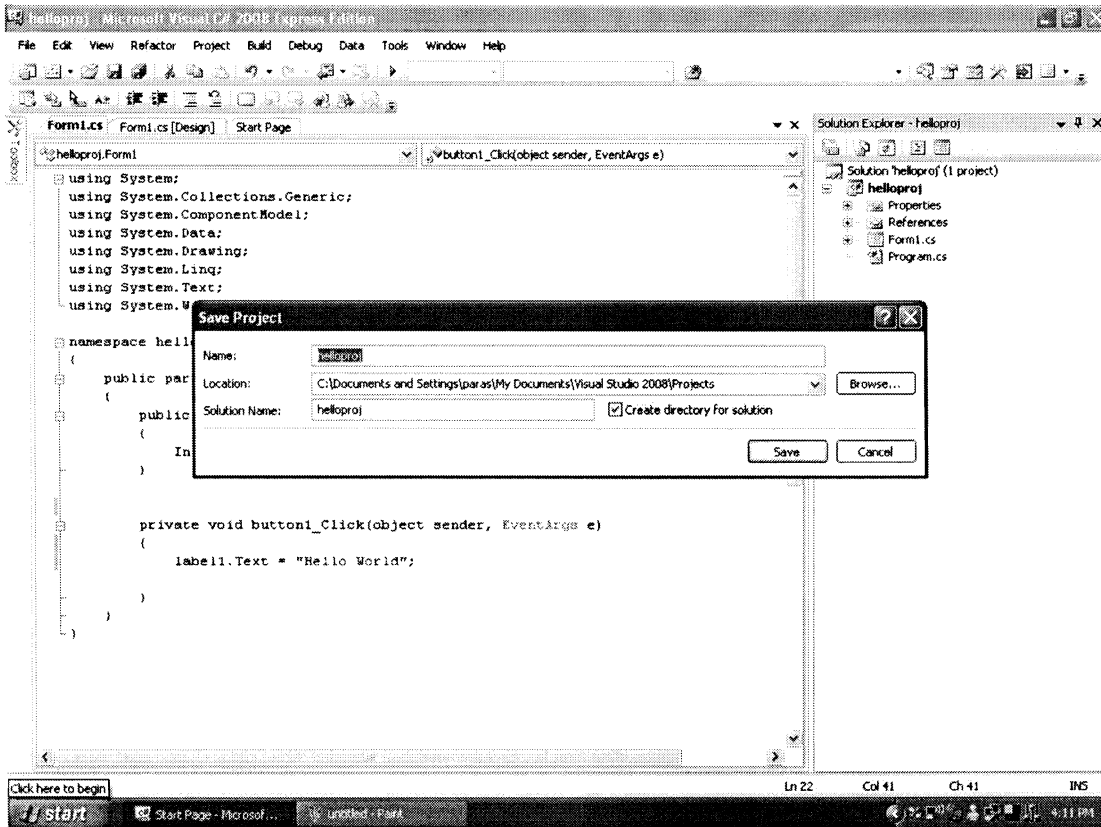 helloproj - Microsoft Visual C# 2008 Express Edition
File Edit View Refactor Project Build Debug Data Tools Window Help
Form1.cs Form1.cs [Design] Start Page
Toolbox
helloproj.Form1
button1_Click(object sender, EventArgs e)
using System;
using System.Collections.Generic;
using System.ComponentModel;
using System.Data;
using System.Drawing;
using System.Linq;
using System.Text;
using System.W
namespace hell
{
public par
{
public
{
In
}
private void button1_Click(object sender, EventArgs e)
{
label1.Text = "Hello World";
}
}
}
Save Project
Name: helloproj
Location: C:\Documents and Settings\paras\My Documents\Visual Studio 2008\Projects Browse...
Solution Name: helloproj Create directory for solution
Save Cancel
Solution Explorer - helloproj
Solution 'helloproj' (1 project)
helloproj
Properties
References
Form1.cs
Program.cs
Click here to begin
Ln 22 Col 41 Ch 41 INS
start Start Page - Microsof... untitled - Paint 4:11 PM